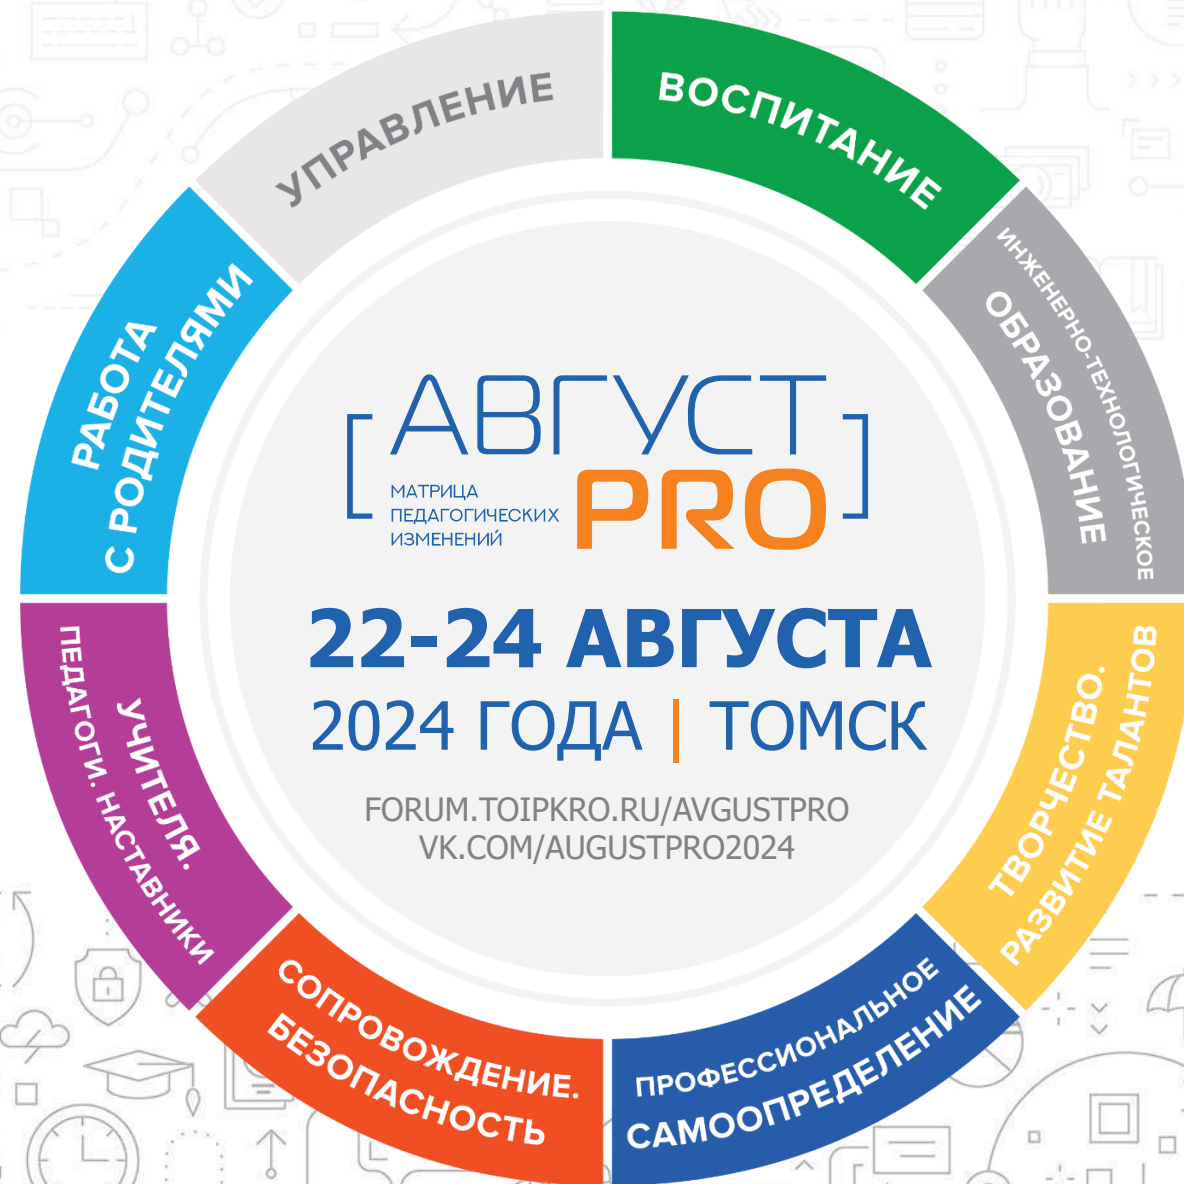 УПРАВЛЕНИЕ
ВОСПИТАНИЕ
ИНЖЕНЕРНО-ТЕХНОЛОГИЧЕСКОЕ
ОБРАЗОВАНИЕ
ТВОРЧЕСТВО.
РАЗВИТИЕ ТАЛАНТОВ
ПРОФЕССИОНАЛЬНОЕ
САМООПРЕДЕЛЕНИЕ
СОПРОВОЖДЕНИЕ.
БЕЗОПАСНОСТЬ
УЧИТЕЛЯ.
ПЕДАГОГИ. НАСТАВНИКИ
РАБОТА
С РОДИТЕЛЯМИ
АВГУСТ
PRO
МАТРИЦА
ПЕДАГОГИЧЕСКИХ
ИЗМЕНЕНИЙ
22-24 АВГУСТА
2024 ГОДА | ТОМСК
FORUM.TOIPKRO.RU/AVGUSTPRO
VK.COM/AUGUSTPRO2024